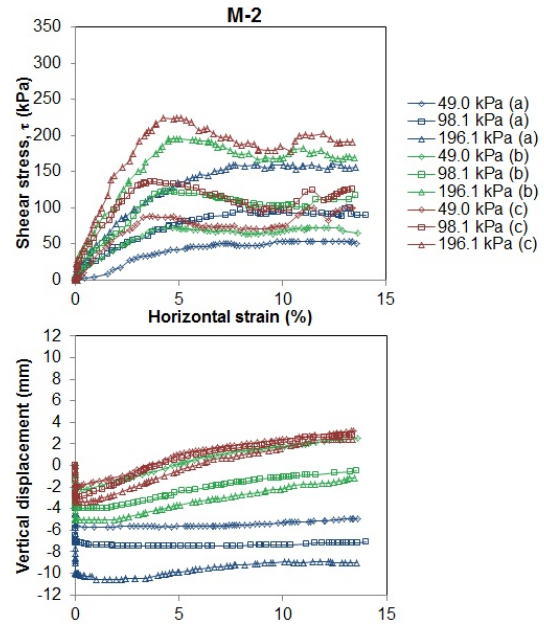 M-2
350
300
250
200
150
100
50
0
Sheear stress, τ (kPa)
0 5 10 15
Horizontal strain (%)
49.0 kPa (a)
98.1 kPa (a)
196.1 kPa (a)
49.0 kPa (b)
98.1 kPa (b)
196.1 kPa (b)
49.0 kPa (c)
98.1 kPa (c)
196.1 kPa (c)
12
10
8
6
4
2
0
-2
-4
-6
-8
-10
-12
Vertical displacement (mm)
0 5 10 15